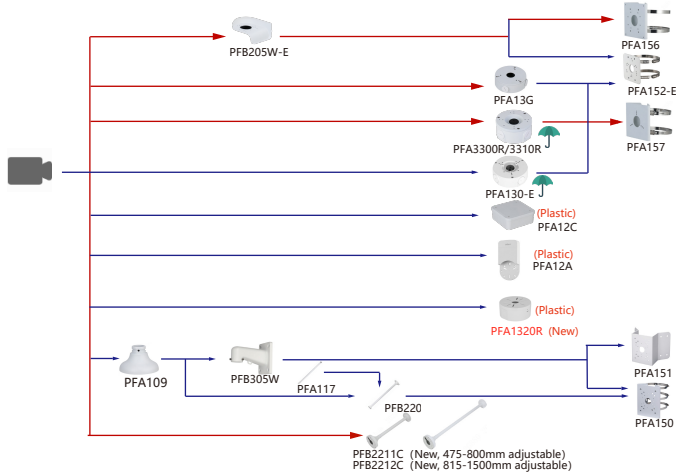 PFA156
PFB205W-E
PFA152-E
PFA13G
PFA157
PFA3300R/3310R
PFA130-E
(Plastic)
PFA12C
(Plastic)
PFA12A
(Plastic)
PFA1320R (New)
PFA109
PFB305W
PFA117
PFA151
PFB220
PFA150
PFB2211C (New, 475-800mm adjustable)
PFB2212C (New, 815-1500mm adjustable)